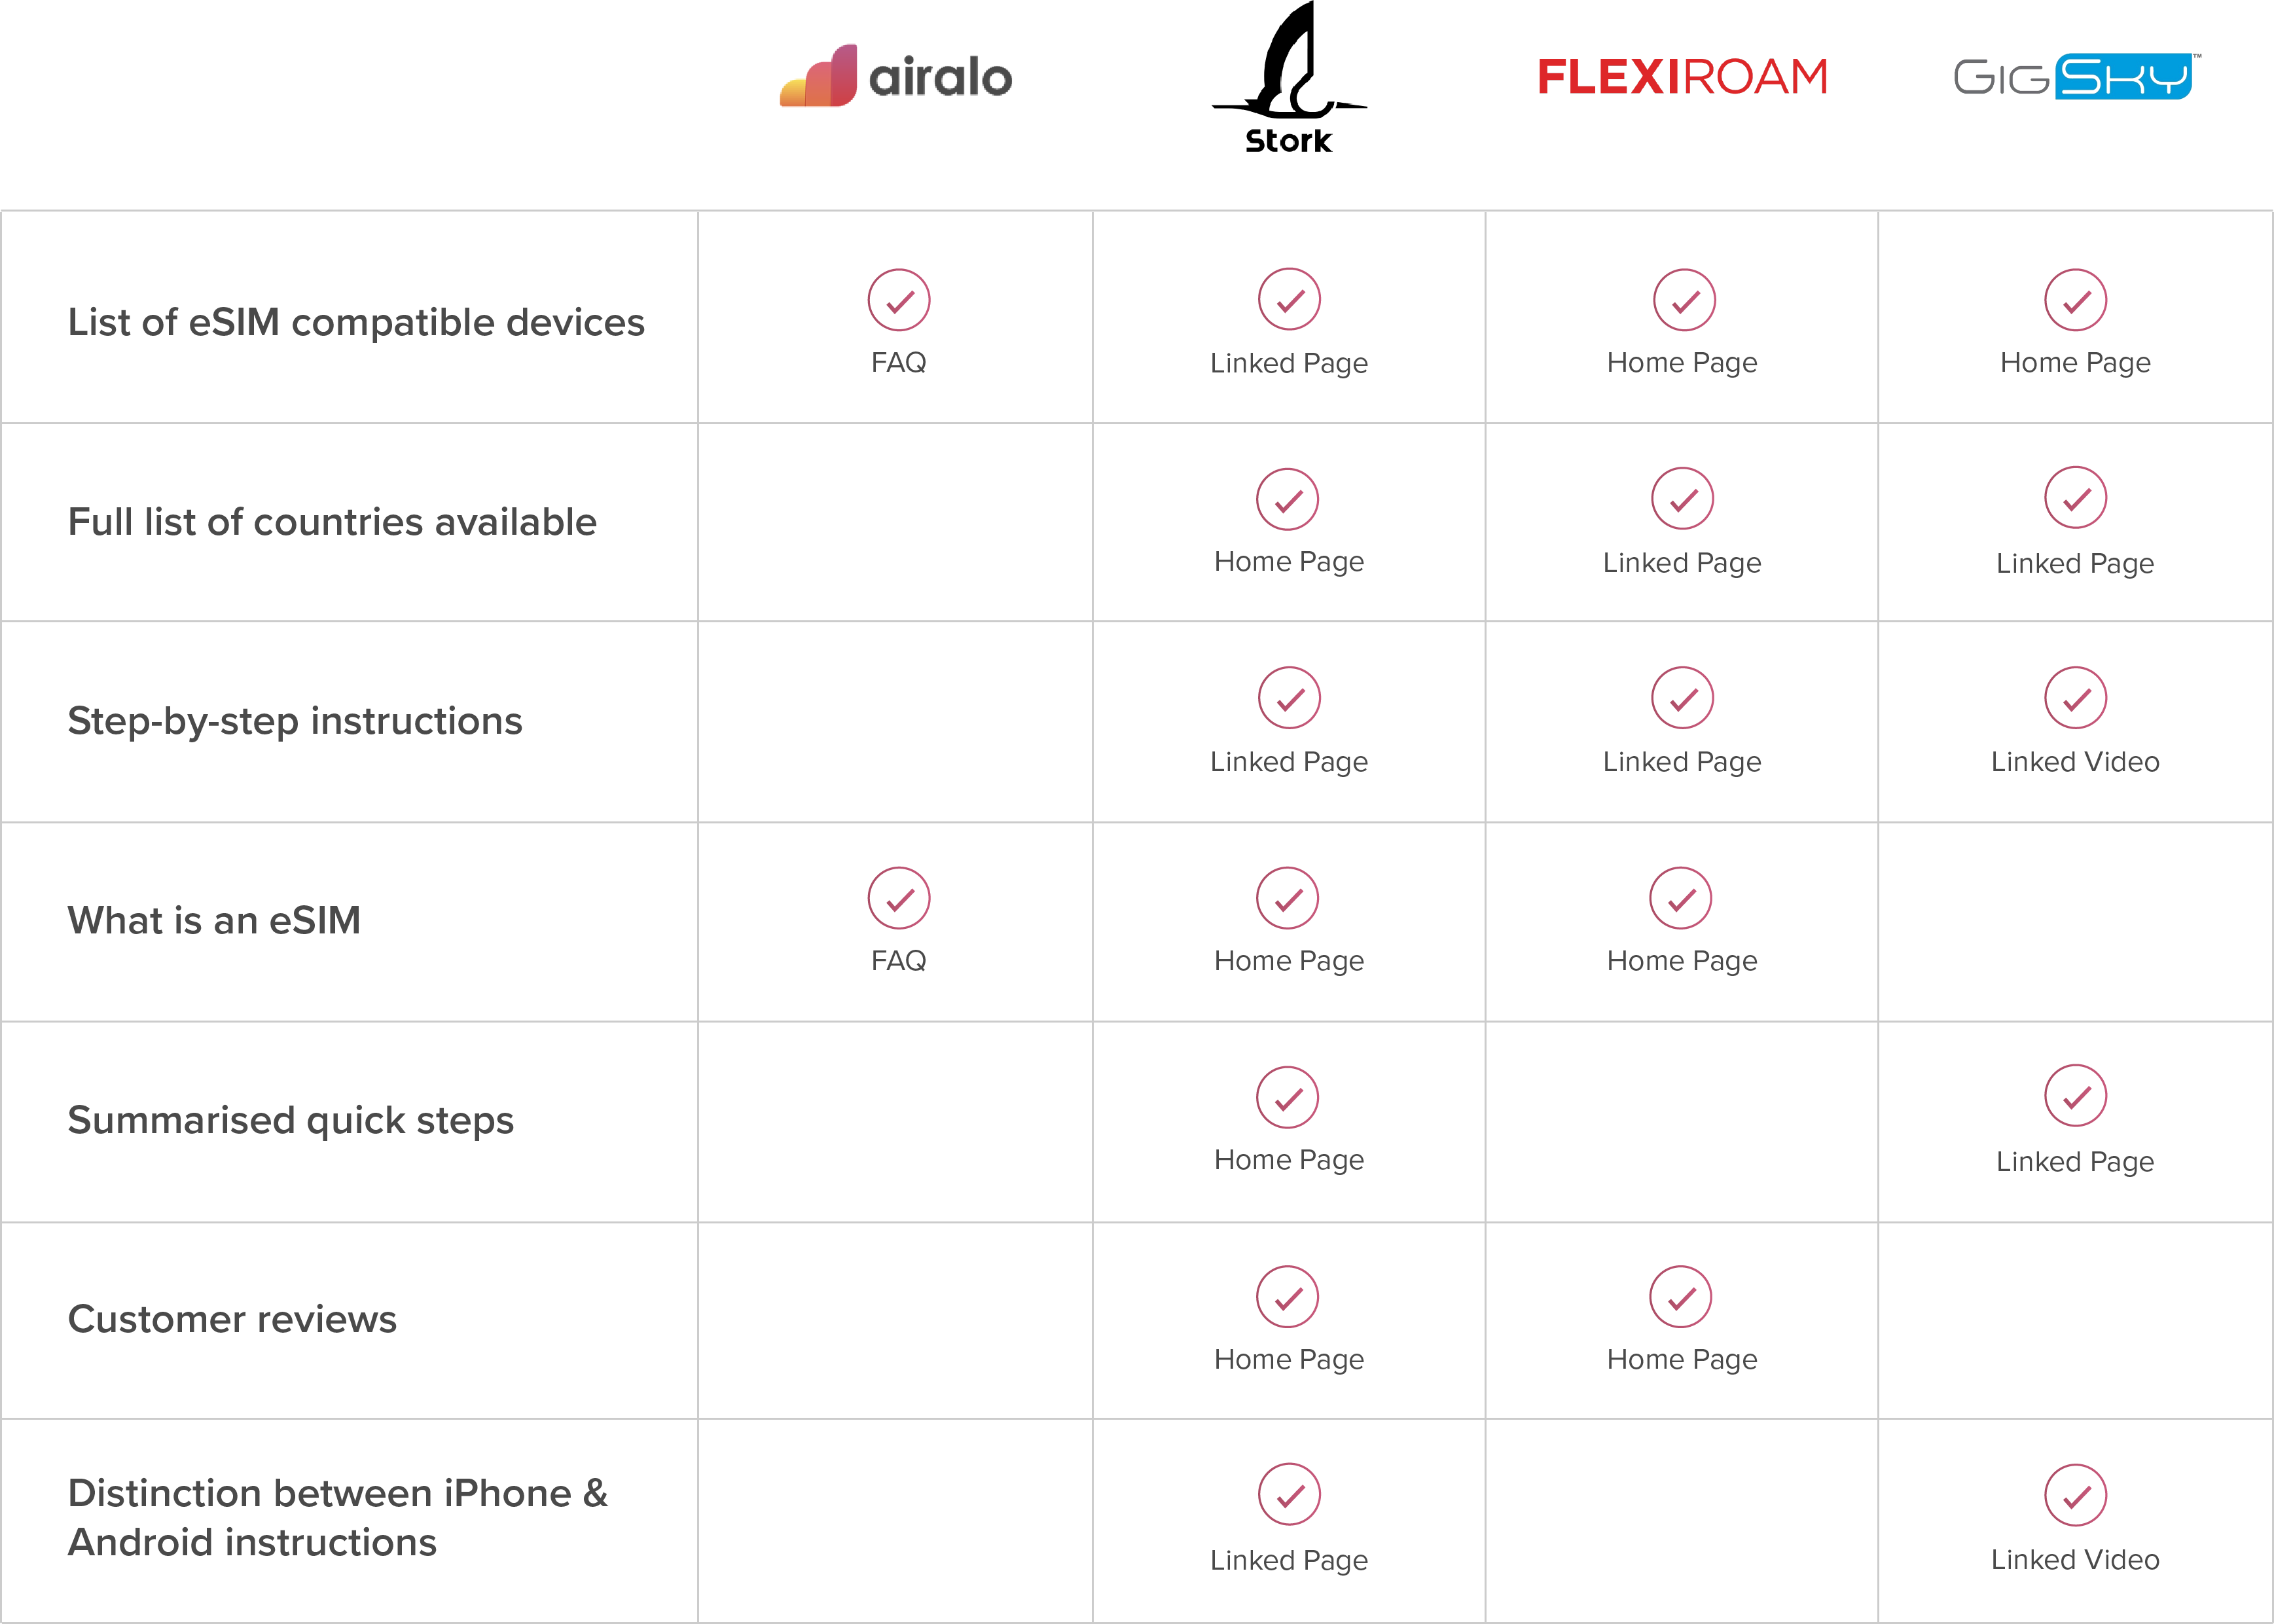 airalo
Stork
FLEXIROAM
GIGSKY™
List of eSIM compatible devices
FAQ
Linked Page
Home Page
Home Page
Full list of countries available
Home Page
Linked Page
Linked Page
Step-by-step instructions
Linked Page
Linked Page
Linked Video
What is an eSIM
FAQ
Home Page
Home Page
Summarised quick steps
Home Page
Linked Page
Customer reviews
Home Page
Home Page
Distinction between iPhone &
Android instructions
Linked Page
Linked Video